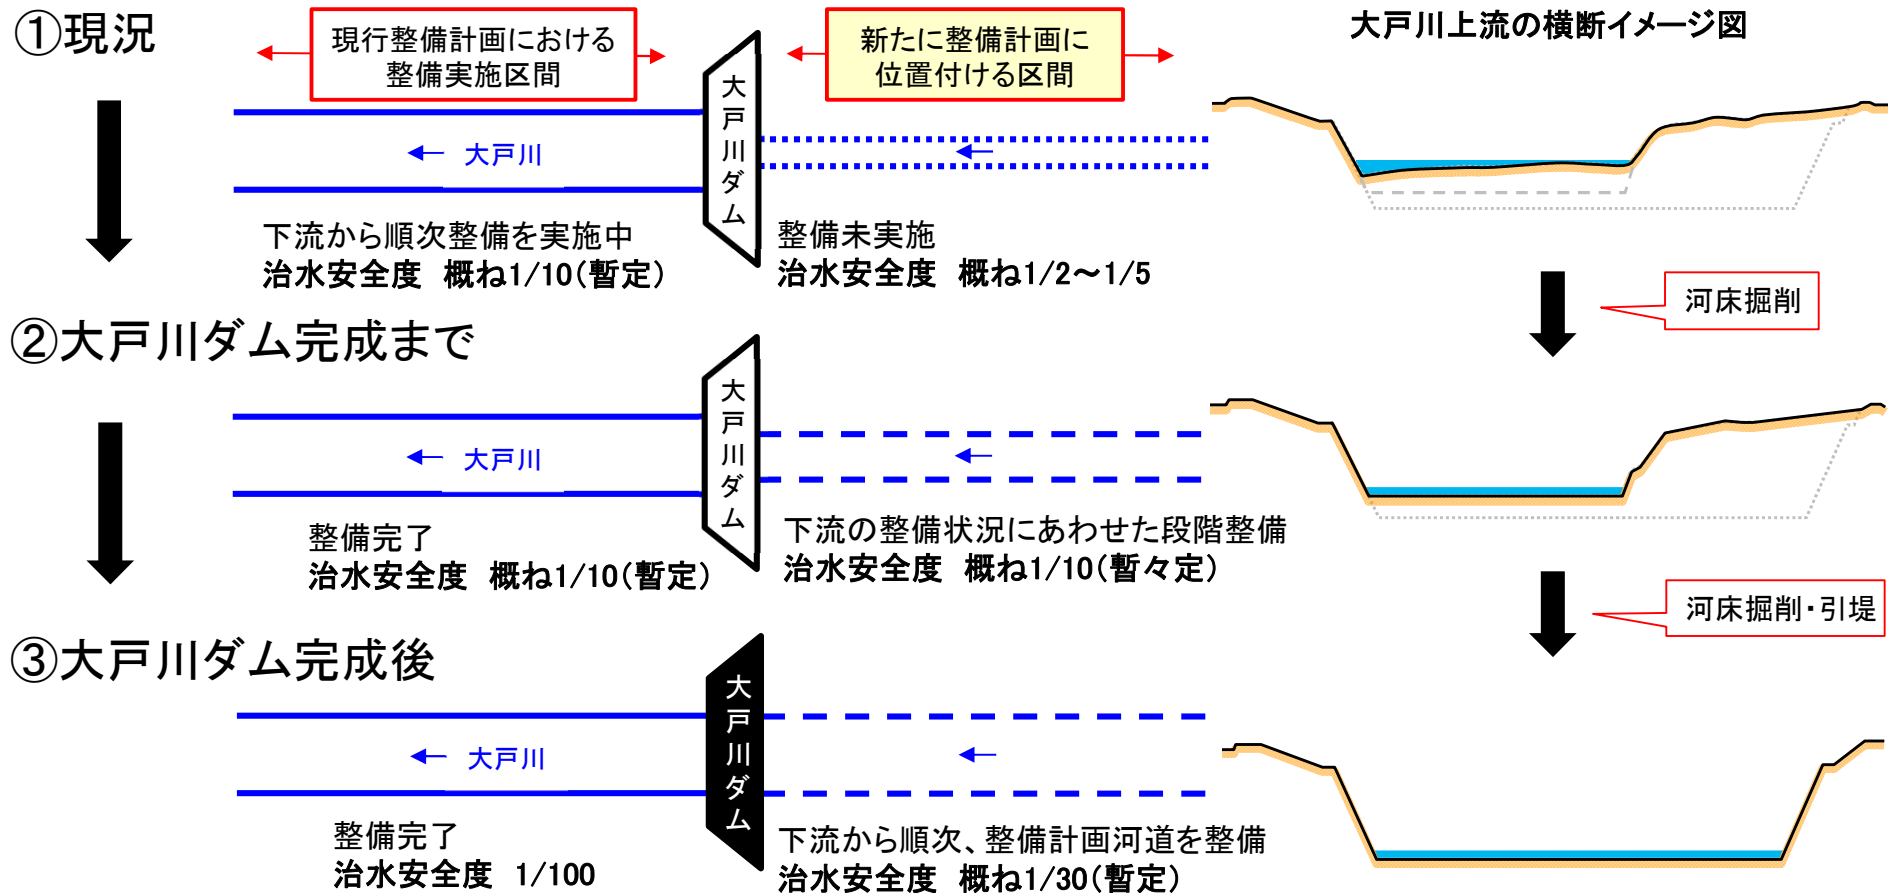 ①現況
現行整備計画における
整備実施区間
新たに整備計画に
位置付ける区間
大戸川上流の横断イメージ図
大戸川ダム
大戸川
下流から順次整備を実施中
治水安全度 概ね1/10(暫定)
整備未実施
治水安全度 概ね1/2～1/5
河床掘削
②大戸川ダム完成まで
大戸川ダム
大戸川
整備完了
治水安全度 概ね1/10(暫定)
下流の整備状況にあわせた段階整備
治水安全度 概ね1/10(暫々定)
河床掘削・引堤
③大戸川ダム完成後
大戸川ダム
大戸川
整備完了
治水安全度 1/100
下流から順次、整備計画河道を整備
治水安全度 概ね1/30(暫定)